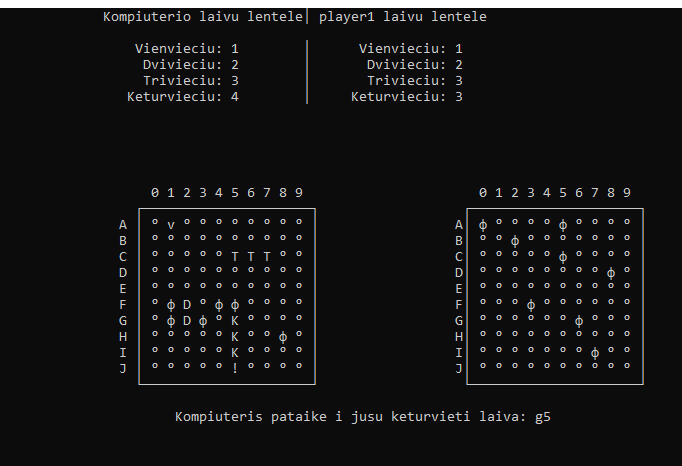 Kompiuterio laivu lentele player1 laivu lentele
Vienvieciu: 1 Vienvieciu: 1
Dvivieciu: 2 Dvivieciu: 2
Trivieciu: 3 Trivieciu: 3
Keturvieciu: 4 Keturvieciu: 3
0 1 2 3 4 5 6 7 8 9 0 1 2 3 4 5 6 7 8 9
A º v º º º º º º º º A ϕ º º º º ϕ º º º º
B º º º º º º º º º º B º º ϕ º º º º º º º
C º º º º º T T T º º C º º º º º ϕ º º º º
D º º º º º º º º º º D º º º º º º º º ϕ º
E º º º º º º º º º º E º º º º º º º º º º
F º ϕ D º ϕ ϕ º º º º F º º º ϕ º º º º º º
G º ϕ D ϕ º K º º º º G º º º º º º ϕ º º º
H º º º º º K º º ϕ º H º º º º º º º º º º
I º º º º º K º º º º I º º º º º º º ϕ º º
J º º º º º ! º º º º J º º º º º º º º º º
Kompiuteris pataike i jusu keturvieti laiva: g5